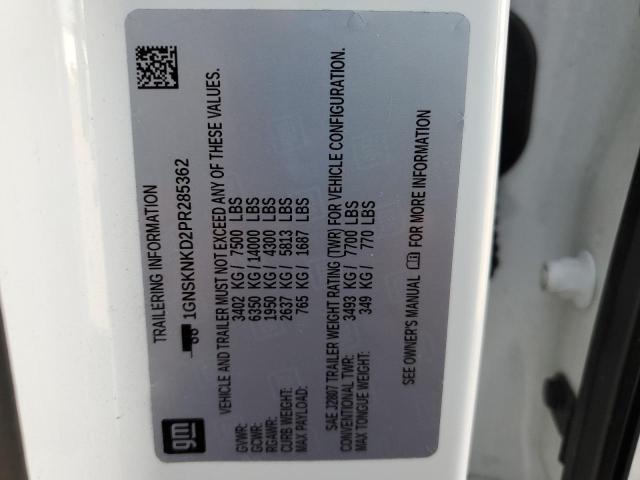 gm
TRAILERING INFORMATION
1GNSKNKD2PR285362
VEHICLE AND TRAILER MUST NOT EXCEED ANY OF THESE VALUES.
GVWR: 3402 KG / 7500 LBS
GCWR: 6350 KG / 14000 LBS
RGAWR: 1950 KG / 4300 LBS
CURB WEIGHT: 2637 KG / 5813 LBS
MAX PAYLOAD: 765 KG / 1687 LBS
SAE J2807 TRAILER WEIGHT RATING (TWR) FOR VEHICLE CONFIGURATION.
CONVENTIONAL TWR: 3493 KG / 7700 LBS
MAX TONGUE WEIGHT: 349 KG / 770 LBS
SEE OWNER'S MANUAL FOR MORE INFORMATION